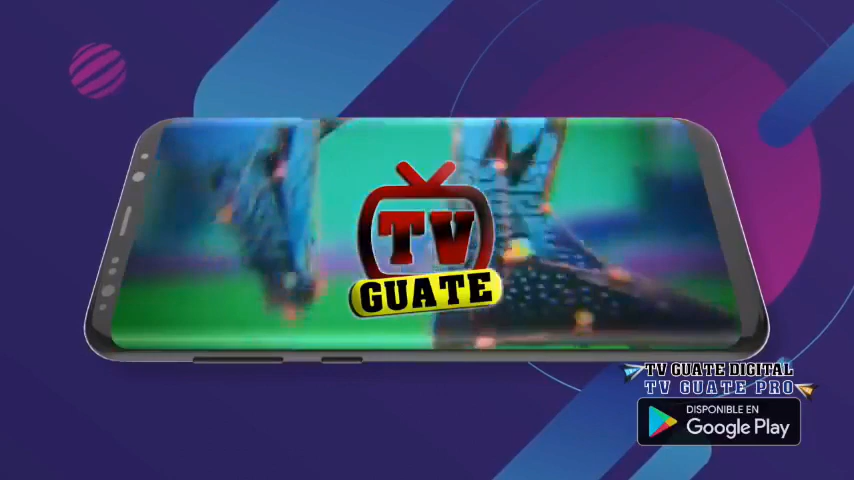 TV
GUATE
TV GUATE DIGITAL
TV GUATE PRO
DISPONIBLE EN
Google Play